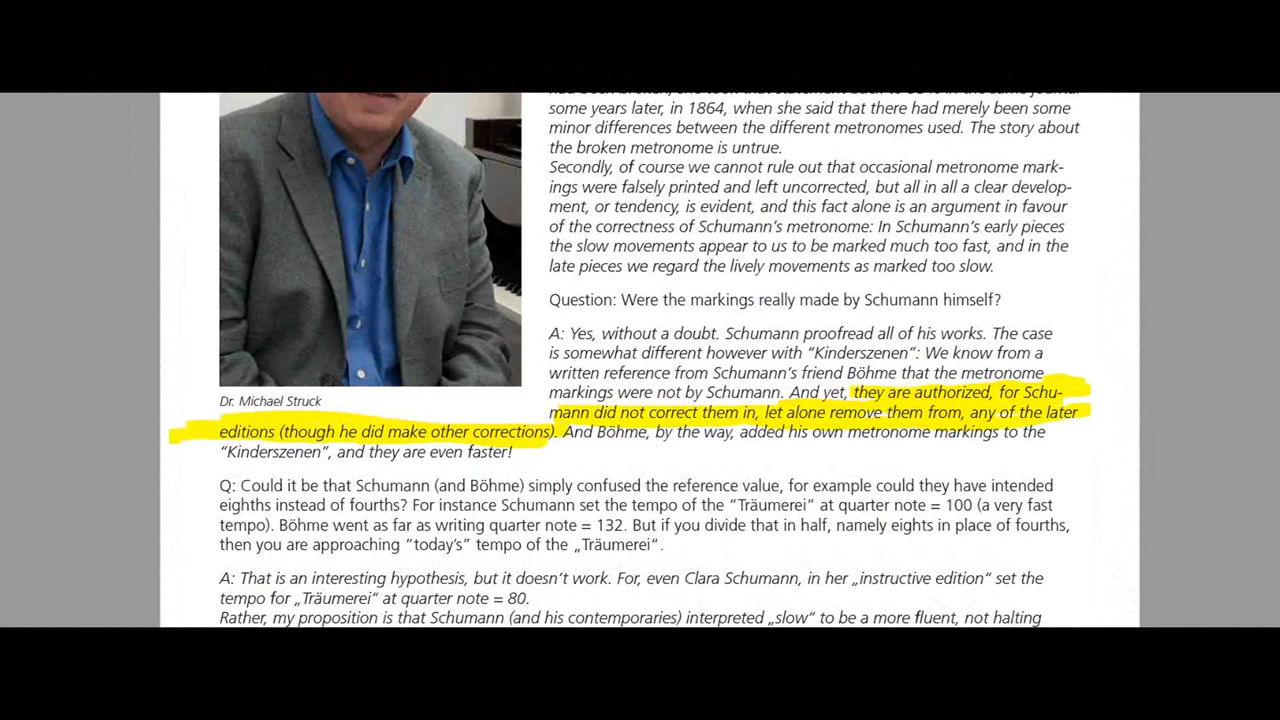 some years later, in 1864, when she said that there had merely been some
minor differences between the different metronomes used. The story about
the broken metronome is untrue.
Secondly, of course we cannot rule out that occasional metronome mark-
ings were falsely printed and left uncorrected, but all in all a clear develop-
ment, or tendency, is evident, and this fact alone is an argument in favour
of the correctness of Schumann’s metronome: In Schumann’s early pieces
the slow movements appear to us to be marked much too fast, and in the
late pieces we regard the lively movements as marked too slow.
Question: Were the markings really made by Schumann himself?
A: Yes, without a doubt. Schumann proofread all of his works. The case
is somewhat different however with “Kinderszenen”: We know from a
written reference from Schumann’s friend Böhme that the metronome
markings were not by Schumann. And yet, they are authorized, for Schu-
mann did not correct them in, let alone remove them from, any of the later
Dr. Michael Struck
editions (though he did make other corrections). And Böhme, by the way, added his own metronome markings to the
“Kinderszenen”, and they are even faster!
Q: Could it be that Schumann (and Böhme) simply confused the reference value, for example could they have intended
eighths instead of fourths? For instance Schumann set the tempo of the “Träumerei” at quarter note = 100 (a very fast
tempo). Böhme went as far as writing quarter note = 132. But if you divide that in half, namely eights in place of fourths,
then you are approaching “today’s” tempo of the „Träumerei“.
A: That is an interesting hypothesis, but it doesn’t work. For, even Clara Schumann, in her „instructive edition“ set the
tempo for „Träumerei“ at quarter note = 80.
Rather, my proposition is that Schumann (and his contemporaries) interpreted „slow“ to be a more fluent, not halting